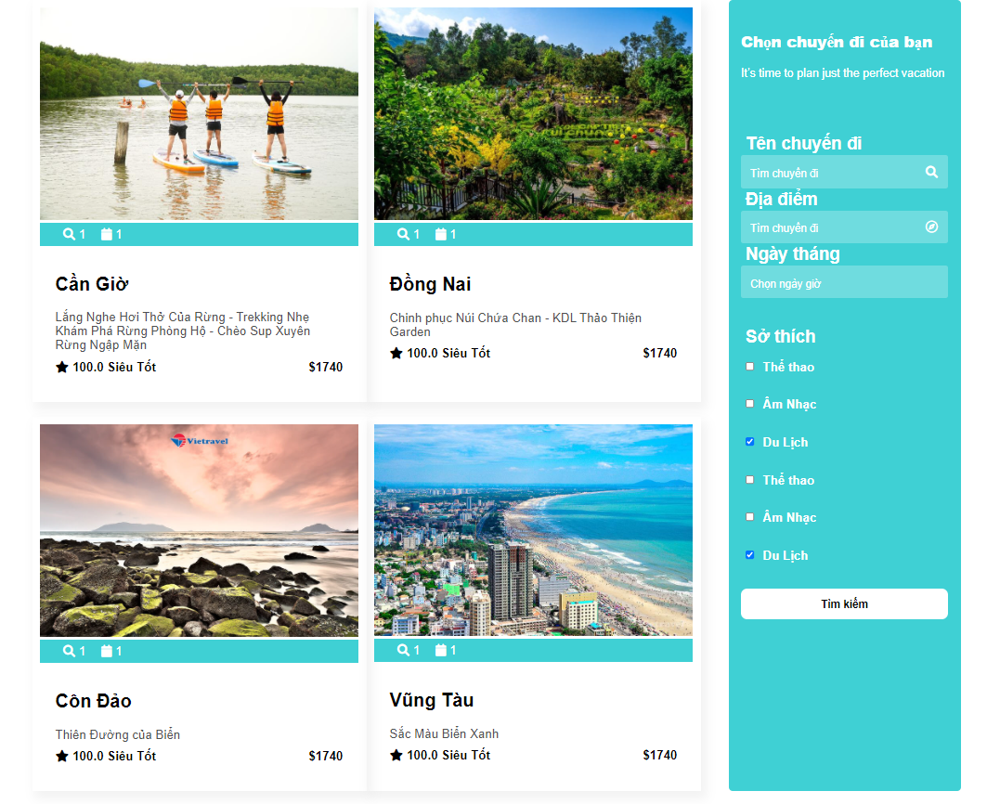 1 1
Cần Giờ
Lắng Nghe Hơi Thở Của Rừng - Trekking Nhẹ
Khám Phá Rừng Phòng Hộ - Chèo Sup Xuyên
Rừng Ngập Mặn
100.0 Siêu Tốt $1740
1 1
Đồng Nai
Chinh phục Núi Chứa Chan - KDL Thảo Thiện
Garden
100.0 Siêu Tốt $1740
Vietravel
1 1
Côn Đảo
Thiên Đường của Biển
100.0 Siêu Tốt $1740
1 1
Vũng Tàu
Sắc Màu Biển Xanh
100.0 Siêu Tốt $1740
Chọn chuyến đi của bạn
It's time to plan just the perfect vacation
Tên chuyến đi
Tìm chuyến đi
Địa điểm
Tìm chuyến đi
Ngày tháng
Chọn ngày giờ
Sở thích
Thể thao
Âm Nhạc
Du Lịch
Thể thao
Âm Nhạc
Du Lịch
Tìm kiếm